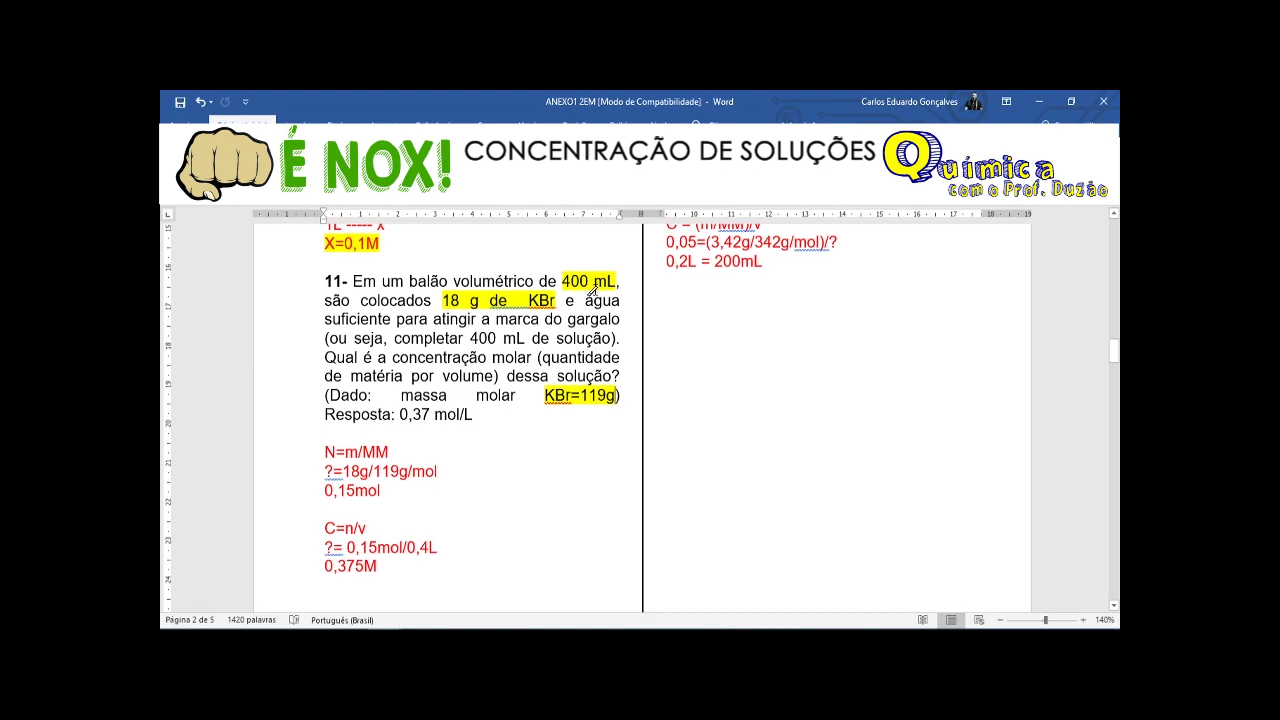 ANEXO1 2EM [Modo de Compatibilidade] - Word
Carlos Eduardo Gonçalves
É NOX!
CONCENTRAÇÃO DE SOLUÇÕES
Química
com o Prof. Duzão
1L ----- x
X=0,1M
11- Em um balão volumétrico de 400 mL,
são colocados 18 g de KBr e água
suficiente para atingir a marca do gargalo
(ou seja, completar 400 mL de solução).
Qual é a concentração molar (quantidade
de matéria por volume) dessa solução?
(Dado: massa molar KBr=119g)
Resposta: 0,37 mol/L
N=m/MM
?=18g/119g/mol
0,15mol
C=n/v
?= 0,15mol/0,4L
0,375M
C = (m/MM)/v
0,05=(3,42g/342g/mol)/?
0,2L = 200mL
Página 2 de 5 1420 palavras Português (Brasil)
140%